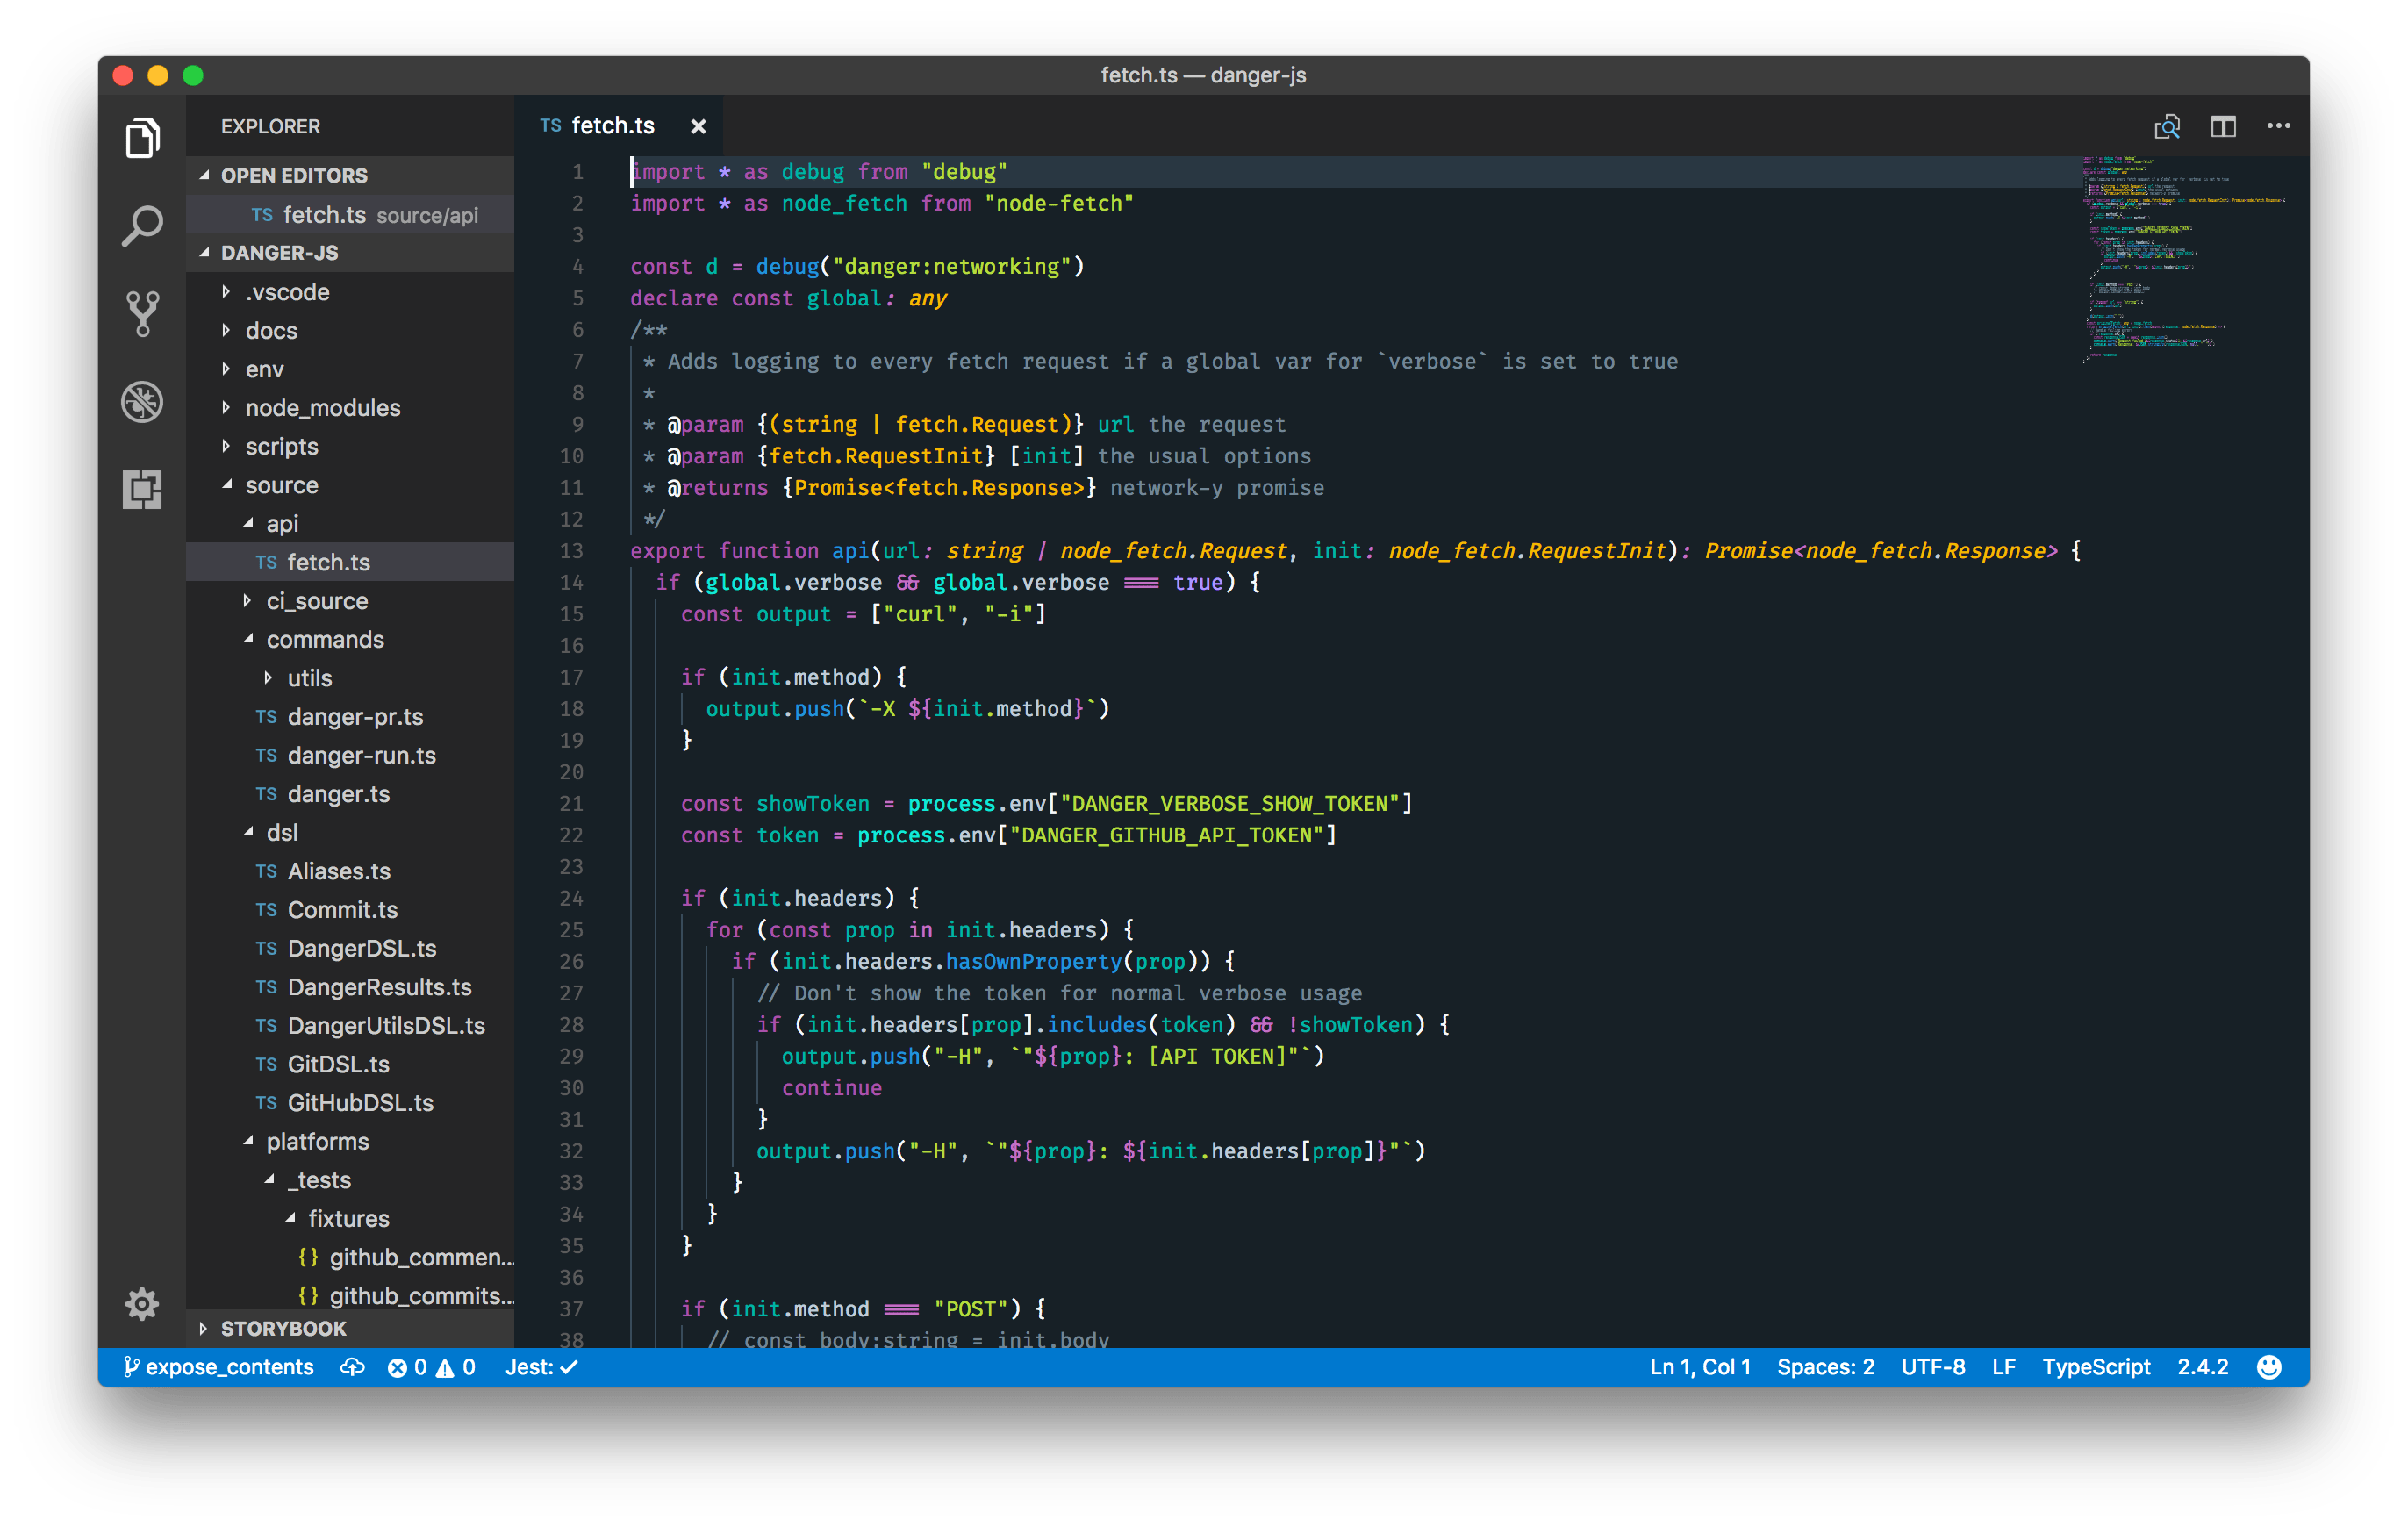 fetch.ts — danger-js
EXPLORER
OPEN EDITORS
TS fetch.ts source/api
DANGER-JS
.vscode
docs
env
node_modules
scripts
source
api
TS fetch.ts
ci_source
commands
utils
TS danger-pr.ts
TS danger-run.ts
TS danger.ts
dsl
TS Aliases.ts
TS Commit.ts
TS DangerDSL.ts
TS DangerResults.ts
TS DangerUtilsDSL.ts
TS GitDSL.ts
TS GitHubDSL.ts
platforms
_tests
fixtures
{} github_commen...
{} github_commits...
STORYBOOK
TS fetch.ts ×
1 import * as debug from "debug"
2 import * as node_fetch from "node-fetch"
3
4 const d = debug("danger:networking")
5 declare const global: any
6 /**
7 * Adds logging to every fetch request if a global var for `verbose` is set to true
8 *
9 * @param {(string | fetch.Request)} url the request
10 * @param {fetch.RequestInit} [init] the usual options
11 * @returns {Promise<fetch.Response>} network-y promise
12 */
13 export function api(url: string | node_fetch.Request, init: node_fetch.RequestInit): Promise<node_fetch.Response> {
14 if (global.verbose && global.verbose === true) {
15 const output = ["curl", "-i"]
16
17 if (init.method) {
18 output.push(`-X ${init.method}`)
19 }
20
21 const showToken = process.env["DANGER_VERBOSE_SHOW_TOKEN"]
22 const token = process.env["DANGER_GITHUB_API_TOKEN"]
23
24 if (init.headers) {
25 for (const prop in init.headers) {
26 if (init.headers.hasOwnProperty(prop)) {
27 // Don't show the token for normal verbose usage
28 if (init.headers[prop].includes(token) && !showToken) {
29 output.push("-H", `"${prop}: [API TOKEN]"`)
30 continue
31 }
32 output.push("-H", `"${prop}: ${init.headers[prop]}"`)
33 }
34 }
35 }
36
37 if (init.method === "POST") {
38 // const body:string = init.body
expose_contents 0 0 Jest: ✓ Ln 1, Col 1 Spaces: 2 UTF-8 LF TypeScript 2.4.2